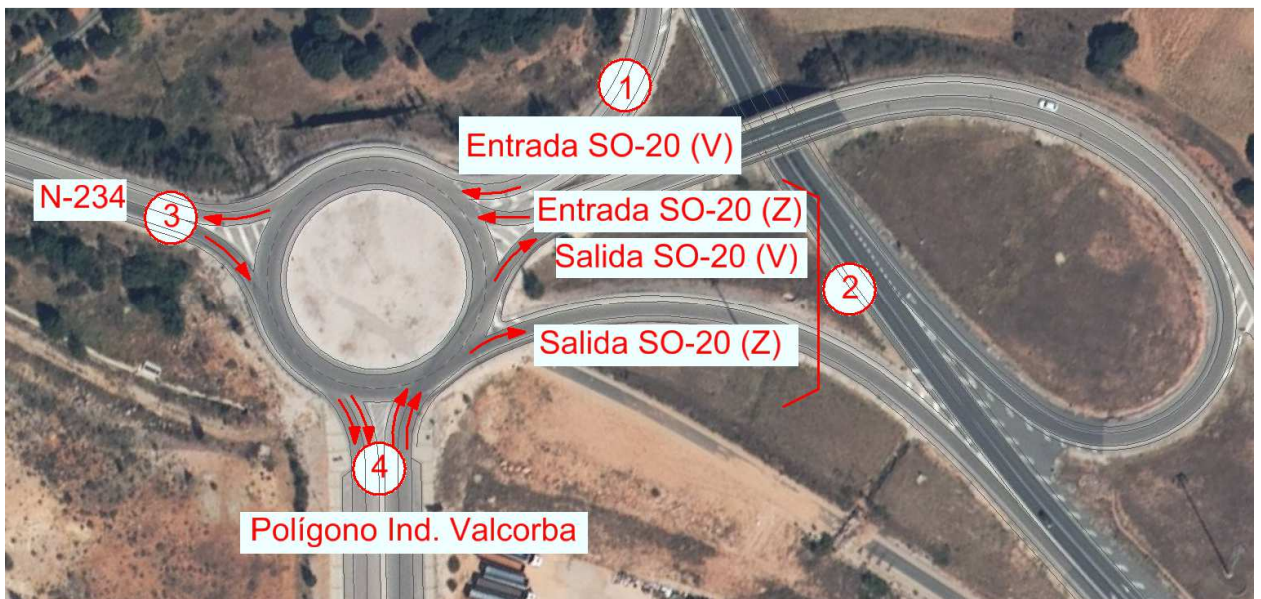 1
Entrada SO-20 (V)
N-234
3
Entrada SO-20 (Z)
Salida SO-20 (V)
2
Salida SO-20 (Z)
4
Polígono Ind. Valcorba